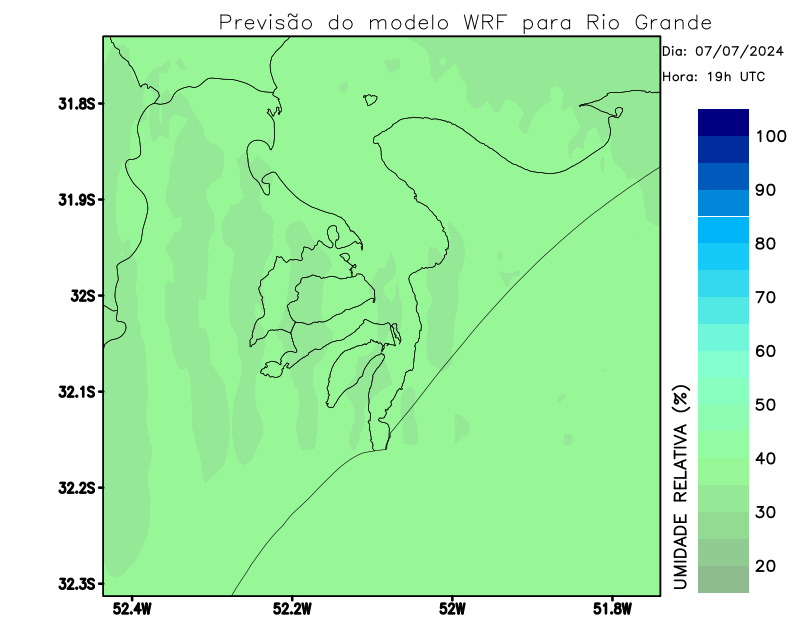 Previsão do modelo WRF para Rio Grande
Dia: 07/07/2024
Hora: 19h UTC
31.8S
31.9S
32S
32.1S
32.2S
32.3S
52.4W
52.2W
52W
51.8W
100
90
80
70
60
50
40
30
20
UMIDADE RELATIVA (%)